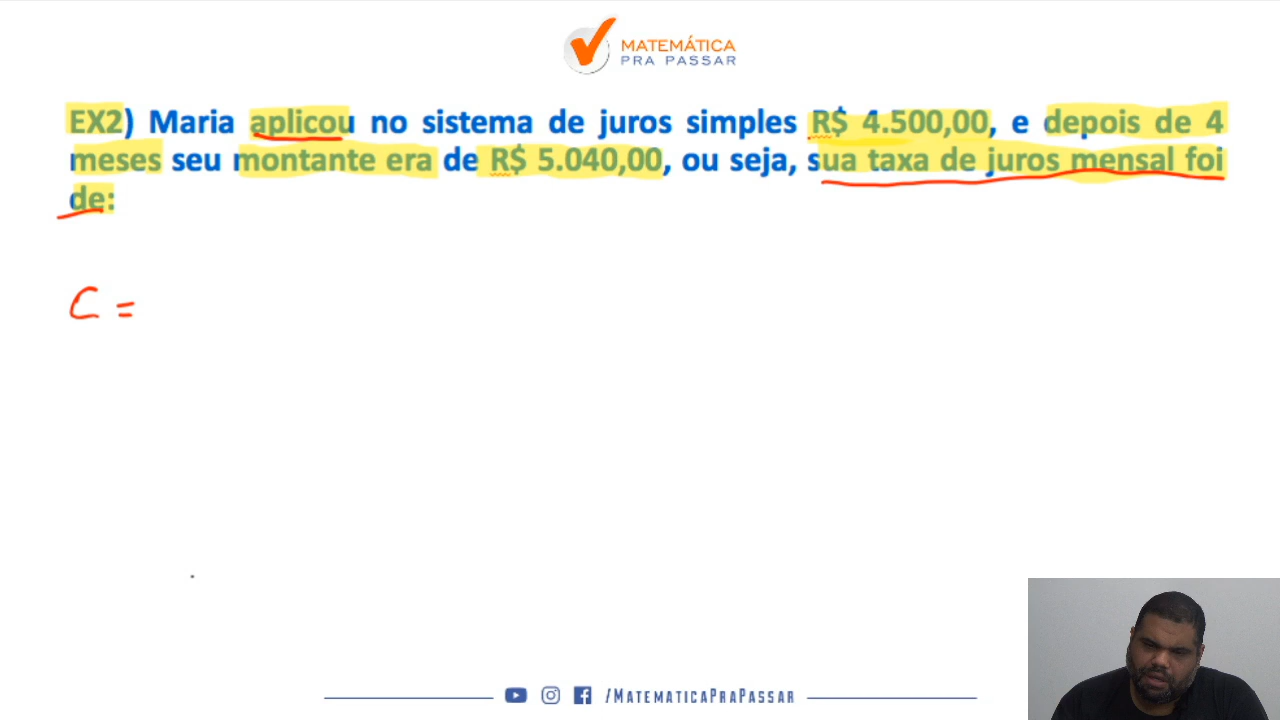 MATEMÁTICA
PRA PASSAR
EX2) Maria aplicou no sistema de juros simples R$ 4.500,00, e depois de 4
meses seu montante era de R$ 5.040,00, ou seja, sua taxa de juros mensal foi
de:
C =
/MATEMATICAPRAPASSAR